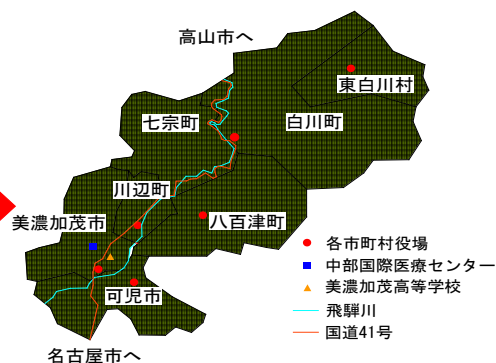 高山市へ
東白川村
七宗町
白川町
川辺町
美濃加茂市
八百津町
可児市
名古屋市へ
各市町村役場
中部国際医療センター
美濃加茂高等学校
飛騨川
国道41号